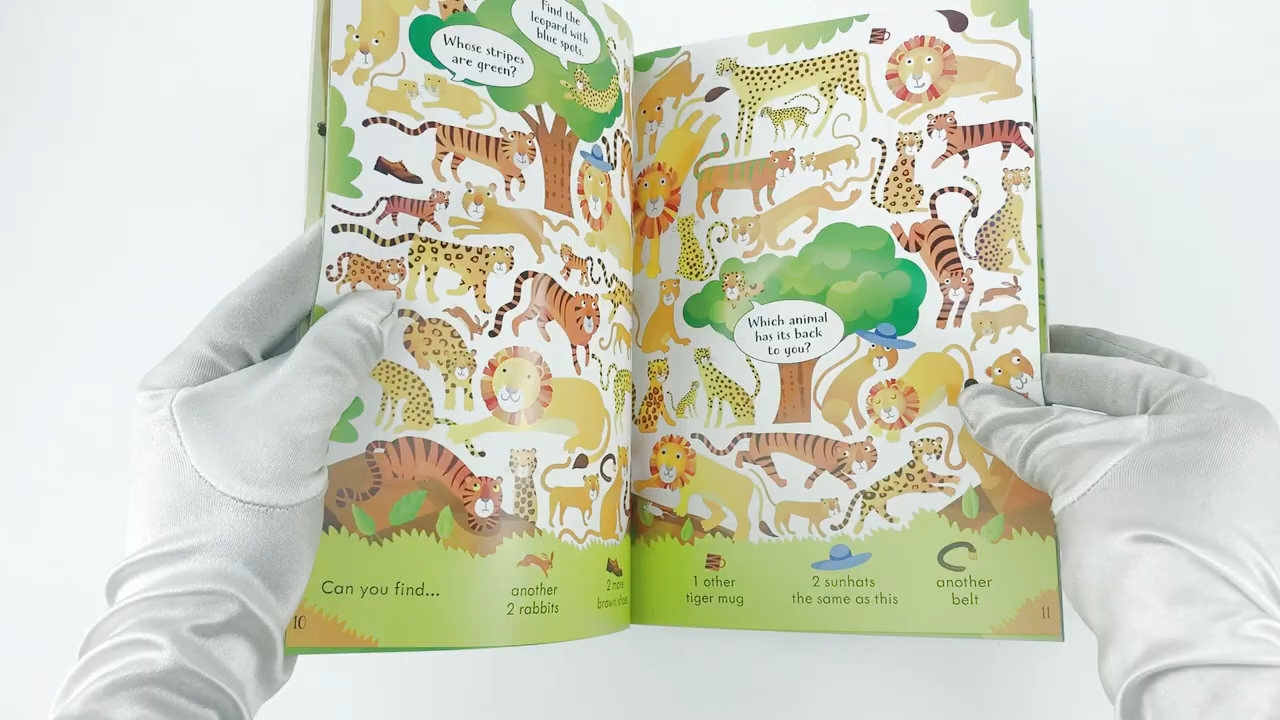 Find the
leopard with
blue spots.
Whose stripes
are green?
Which animal
has its back
to you?
Can you find...
another
2 rabbits
2 more
brown shoes
1 other
tiger mug
2 sunhats
the same as this
another
belt
10
11